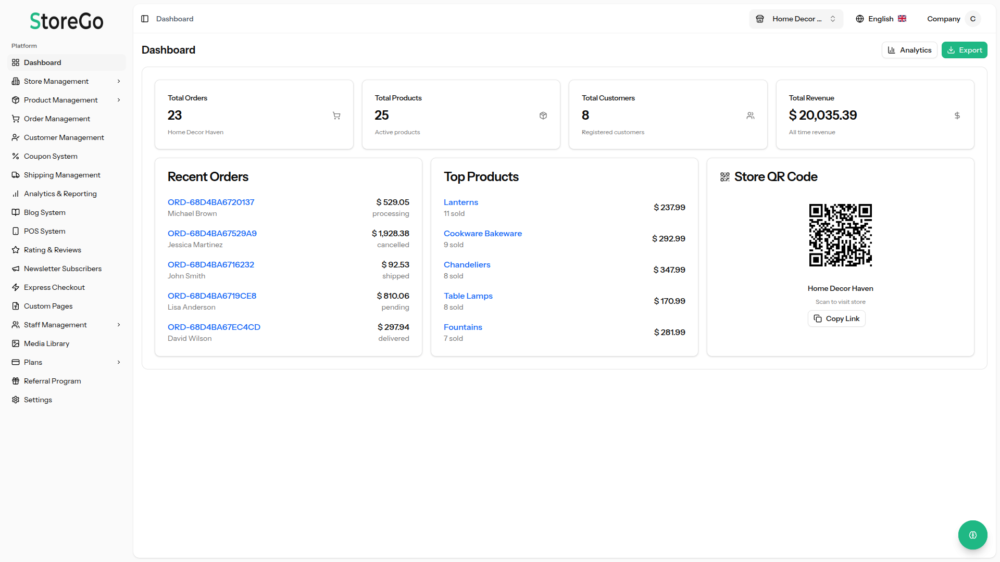 StoreGo
Platform
Dashboard
Store Management
Product Management
Order Management
Customer Management
Coupon System
Shipping Management
Analytics & Reporting
Blog System
POS System
Rating & Reviews
Newsletter Subscribers
Express Checkout
Custom Pages
Staff Management
Media Library
Plans
Referral Program
Settings
Dashboard
Home Decor ...
English
Company
C
Dashboard
Analytics
Export
Total Orders
23
Home Decor Haven
Total Products
25
Active products
Total Customers
8
Registered customers
Total Revenue
$ 20,035.39
All time revenue
Recent Orders
ORD-68D4BA6720137 $ 529.05
Michael Brown processing
ORD-68D4BA67529A9 $ 1,928.38
Jessica Martinez cancelled
ORD-68D4BA6716232 $ 92.53
John Smith shipped
ORD-68D4BA6719CE8 $ 810.06
Lisa Anderson pending
ORD-68D4BA67EC4CD $ 297.94
David Wilson delivered
Top Products
Lanterns
11 sold
$ 237.99
Cookware Bakeware
9 sold
$ 292.99
Chandeliers
8 sold
$ 347.99
Table Lamps
8 sold
$ 170.99
Fountains
7 sold
$ 281.99
Store QR Code
Home Decor Haven
Scan to visit store
Copy Link